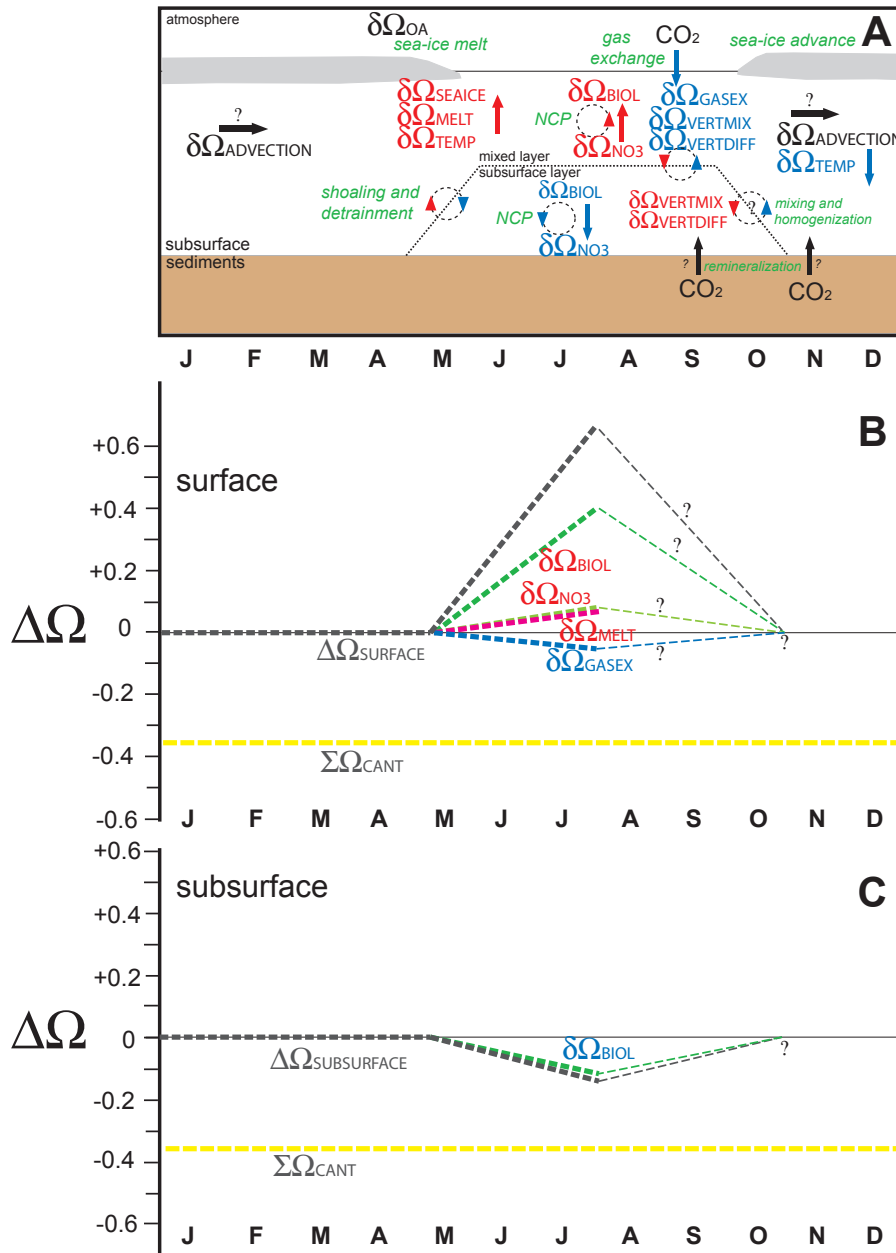 atmosphere
δΩOA
A
sea-ice melt
gas
exchange
CO2
sea-ice advance
δΩSEAICE
δΩMELT
δΩTEMP
δΩBIOL
NCP
δΩNO3
δΩGASEX
δΩVERTMIX
δΩVERTDIFF
?
δΩADVECTION
?
δΩADVECTION
δΩTEMP
mixed layer
subsurface layer
shoaling and
detrainment
δΩBIOL
NCP
δΩNO3
δΩVERTMIX
δΩVERTDIFF
?
mixing and
homogenization
subsurface
sediments
? remineralization ?
CO2
CO2
J F M A M J J A S O N D
B
surface
+0.6
+0.4
+0.2
0
-0.2
-0.4
-0.6
ΔΩ
?
?
δΩBIOL
δΩNO3
?
δΩMELT
ΔΩSURFACE
δΩGASEX
?
?
ΣΩCANT
J F M A M J J A S O N D
C
subsurface
+0.6
+0.4
+0.2
0
-0.2
-0.4
-0.6
ΔΩ
δΩBIOL
?
ΔΩSUBSURFACE
ΣΩCANT
J F M A M J J A S O N D